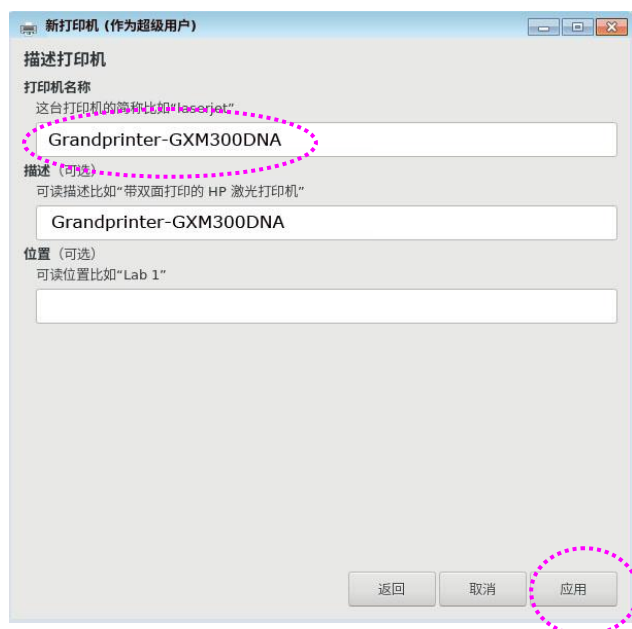 新打印机 (作为超级用户)
描述打印机
打印机名称
这台打印机的简称比如“laserjet”
Grandprinter-GXM300DNA
描述（可选）
可读描述比如“带双面打印的 HP 激光打印机”
Grandprinter-GXM300DNA
位置（可选）
可读位置比如“Lab 1”
返回 取消 应用